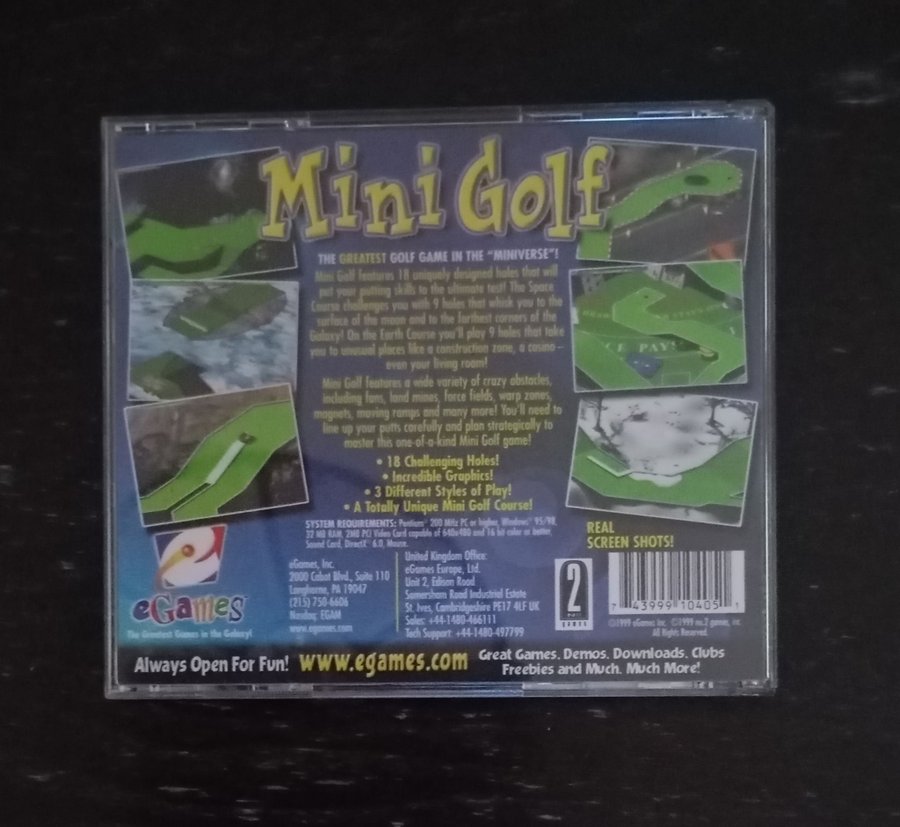 Mini Golf
THE GREATEST GOLF GAME IN THE "MINIVERSE"!
Mini Golf features 18 uniquely designed holes that will
put your putting skills to the ultimate test! The Space
Course challenges you with 9 holes that whisk you to the
surface of the moon and to the farthest corners of the
Galaxy! On the Earth Course you'll play 9 holes that take
you to unusual places like a construction zone, a casino –
even your living room!
Mini Golf features a wide variety of crazy obstacles,
including fans, land mines, force fields, warp zones,
magnets, moving ramps and many more! You'll need to
line up your putts carefully and plan strategically to
master this one-of-a-kind Mini Golf game!
• 18 Challenging Holes!
• Incredible Graphics!
• 3 Different Styles of Play!
• A Totally Unique Mini Golf Course!
SYSTEM REQUIREMENTS: Pentium® 200 MHz PC or higher, Windows® 95/98,
32 MB RAM, 2MB PCI Video Card capable of 640x480 and 16 bit color or better,
Sound Card, DirectX® 6.0, Mouse.
REAL
SCREEN SHOTS!
eGames™
The Greatest Games in the Galaxy!
eGames, Inc.
2000 Cabot Blvd., Suite 110
Langhorne, PA 19047
(215) 750-6606
Nasdaq: EGAM
www.egames.com
United Kingdom Office:
eGames Europe, Ltd.
Unit 2, Edison Road
Somersham Road Industrial Estate
St. Ives, Cambridgeshire PE17 4LF UK
Sales: +44-1480-466111
Tech Support: +44-1480-497799
2
games
7 43999 10405 1
©1999 eGames Inc. ©1999 ms.2 games, inc.
All Rights Reserved.
Always Open For Fun! www.egames.com
Great Games, Demos, Downloads, Clubs
Freebies and Much, Much More!